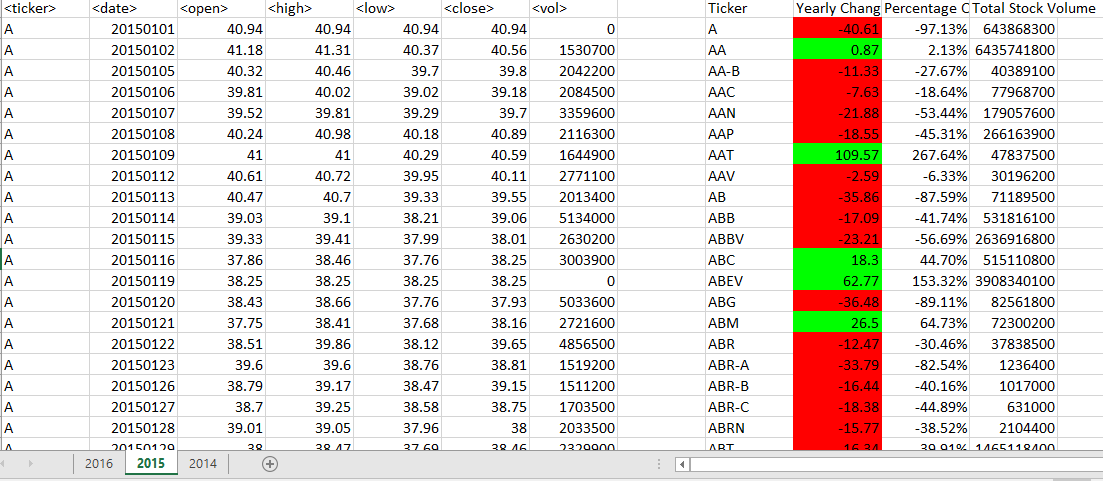 <ticker> <date> <open> <high> <low> <close> <vol> Ticker Yearly Chang Percentage C Total Stock Volume
A 20150101 40.94 40.94 40.94 40.94 0 A -40.61 -97.13% 643868300
A 20150102 41.18 41.31 40.37 40.56 1530700 AA 0.87 2.13% 6435741800
A 20150105 40.32 40.46 39.7 39.8 2042200 AA-B -11.33 -27.67% 40389100
A 20150106 39.81 40.02 39.02 39.18 2084500 AAC -7.63 -18.64% 77968700
A 20150107 39.52 39.81 39.29 39.7 3359600 AAN -21.88 -53.44% 179057600
A 20150108 40.24 40.98 40.18 40.89 2116300 AAP -18.55 -45.31% 266163900
A 20150109 41 41 40.29 40.59 1644900 AAT 109.57 267.64% 47837500
A 20150112 40.61 40.72 39.95 40.11 2771100 AAV -2.59 -6.33% 30196200
A 20150113 40.47 40.7 39.33 39.55 2013400 AB -35.86 -87.59% 71189500
A 20150114 39.03 39.1 38.21 39.06 5134000 ABB -17.09 -41.74% 531816100
A 20150115 39.33 39.41 37.99 38.01 2630200 ABBV -23.21 -56.69% 2636916800
A 20150116 37.86 38.46 37.76 38.25 3003900 ABC 18.3 44.70% 515110800
A 20150119 38.25 38.25 38.25 38.25 0 ABEV 62.77 153.32% 3908340100
A 20150120 38.43 38.66 37.76 37.93 5033600 ABG -36.48 -89.11% 82561800
A 20150121 37.75 38.41 37.68 38.16 2721600 ABM 26.5 64.73% 72300200
A 20150122 38.51 39.86 38.12 39.65 4856500 ABR -12.47 -30.46% 37838500
A 20150123 39.6 39.6 38.76 38.81 1519200 ABR-A -33.79 -82.54% 1236400
A 20150126 38.79 39.17 38.47 39.15 1511200 ABR-B -16.44 -40.16% 1017000
A 20150127 38.7 39.25 38.58 38.75 1703500 ABR-C -18.38 -44.89% 631000
A 20150128 39.01 39.05 37.96 38 2033500 ABRN -15.77 -38.52% 2104400
A 20150129 38 38.47 37.69 38.46 2329900 ABT -16.34 -39.91% 1465118400
2016 2015 2014